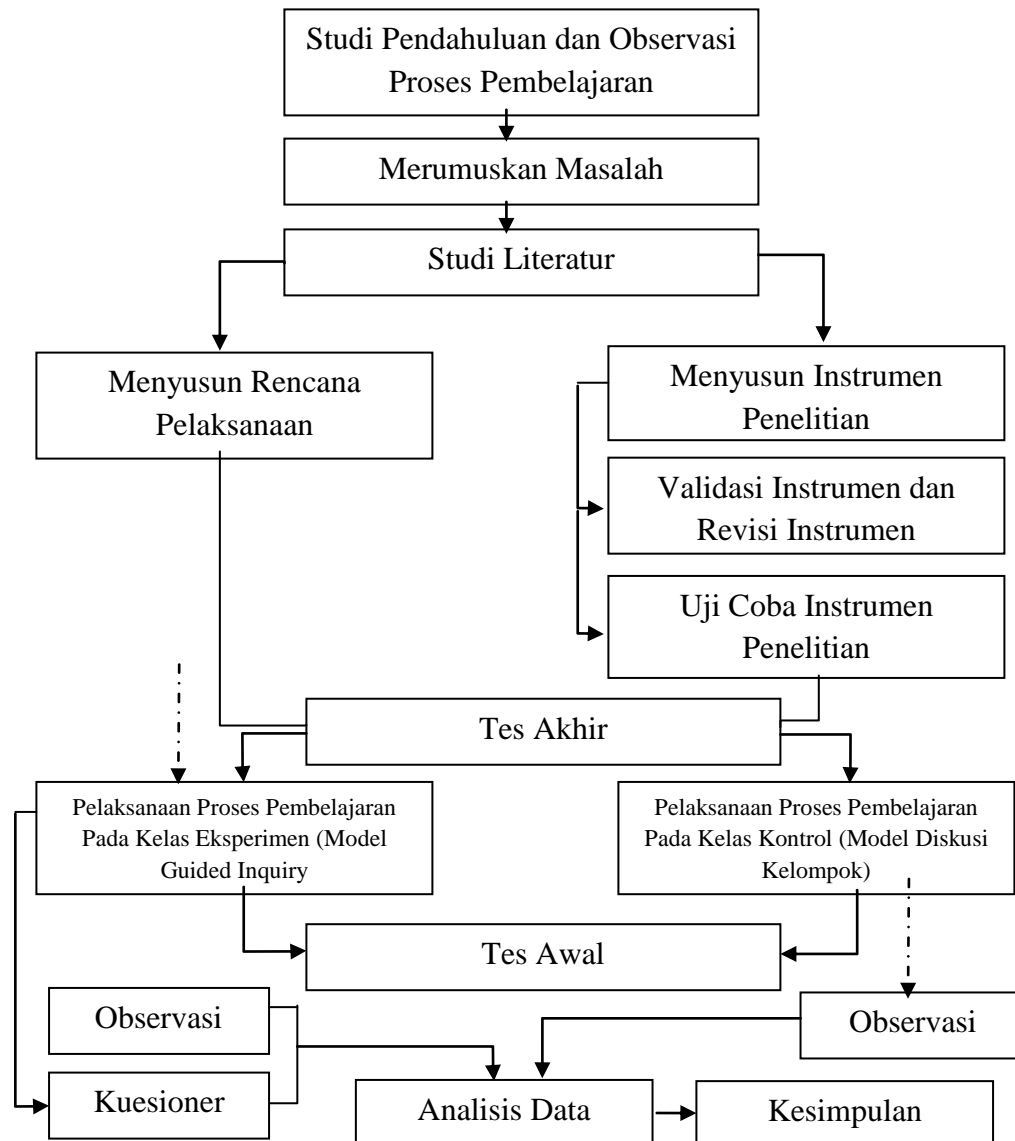 Studi Pendahuluan dan Observasi
Proses Pembelajaran
Merumuskan Masalah
Studi Literatur
Menyusun Rencana
Pelaksanaan
Menyusun Instrumen
Penelitian
Validasi Instrumen dan
Revisi Instrumen
Uji Coba Instrumen
Penelitian
Tes Akhir
Pelaksanaan Proses Pembelajaran
Pada Kelas Eksperimen (Model
Guided Inquiry
Pelaksanaan Proses Pembelajaran
Pada Kelas Kontrol (Model Diskusi
Kelompok)
Tes Awal
Observasi
Observasi
Kuesioner
Analisis Data
Kesimpulan